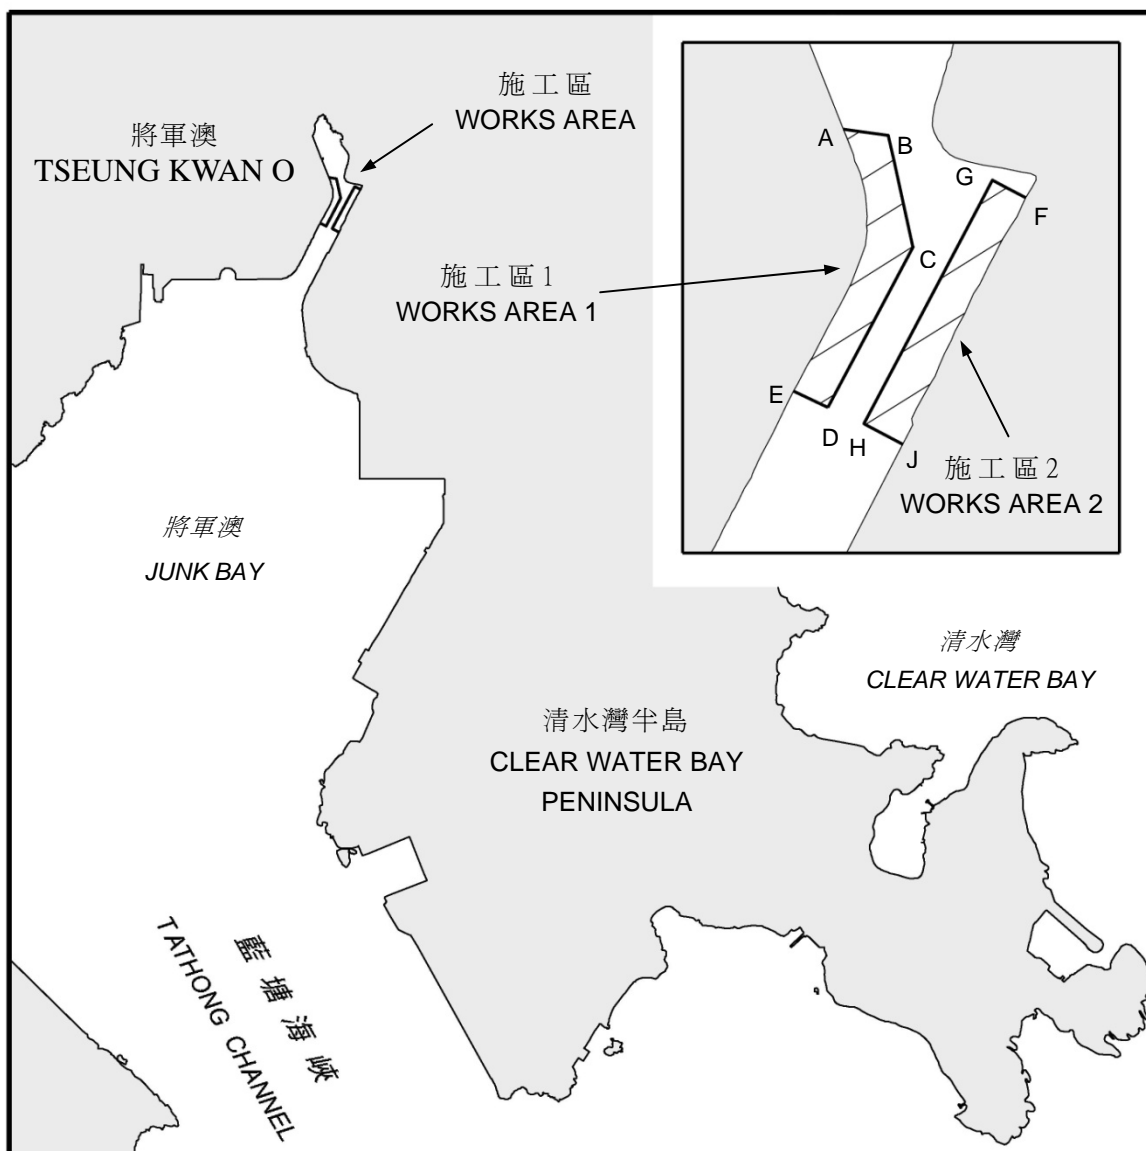 施工區
WORKS AREA
將軍澳
TSEUNG KWAN O
施工區1
WORKS AREA 1
A
B
G
F
C
E
D
H
J
施工區2
WORKS AREA 2
將軍澳
JUNK BAY
清水灣
CLEAR WATER BAY
清水灣半島
CLEAR WATER BAY
PENINSULA
藍塘海峽
TATHONG CHANNEL